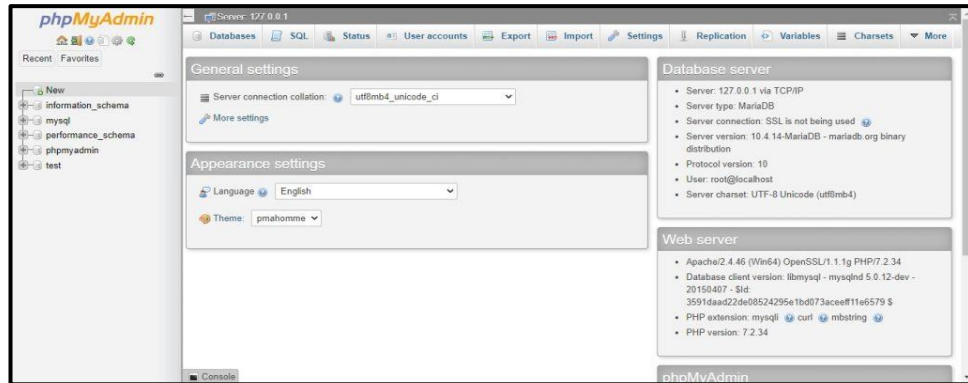 phpMyAdmin
Recent Favorites
New
information_schema
mysql
performance_schema
phpmyadmin
test
Server: 127.0.0.1
Databases SQL Status User accounts Export Import Settings Replication Variables Charsets More
General settings
Server connection collation: utf8mb4_unicode_ci
More settings
Appearance settings
Language English
Theme: pmahomme
Database server
Server: 127.0.0.1 via TCP/IP
Server type: MariaDB
Server connection: SSL is not being used
Server version: 10.4.14-MariaDB - mariadb.org binary
distribution
Protocol version: 10
User: root@localhost
Server charset: UTF-8 Unicode (utf8mb4)
Web server
Apache/2.4.46 (Win64) OpenSSL/1.1.1g PHP/7.2.34
Database client version: libmysql - mysqlnd 5.0.12-dev -
20150407 - $Id:
3591daad22de08524295e1bd073aceeff11e6579 $
PHP extension: mysqli curl mbstring
PHP version: 7.2.34
phpMyAdmin
Console